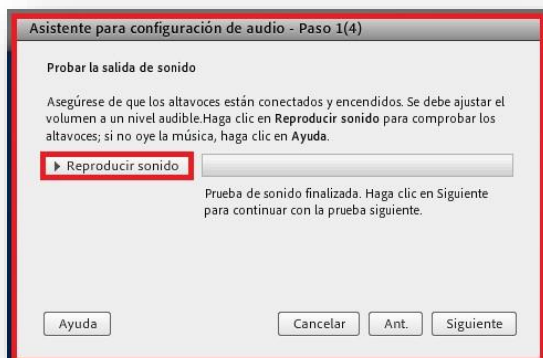 Asistente para configuración de audio - Paso 1(4)
Probar la salida de sonido
Asegúrese de que los altavoces están conectados y encendidos. Se debe ajustar el
volumen a un nivel audible.Haga clic en Reproducir sonido para comprobar los
altavoces; si no oye la música, haga clic en Ayuda.
Reproducir sonido
Prueba de sonido finalizada. Haga clic en Siguiente
para continuar con la prueba siguiente.
Ayuda Cancelar Ant. Siguiente